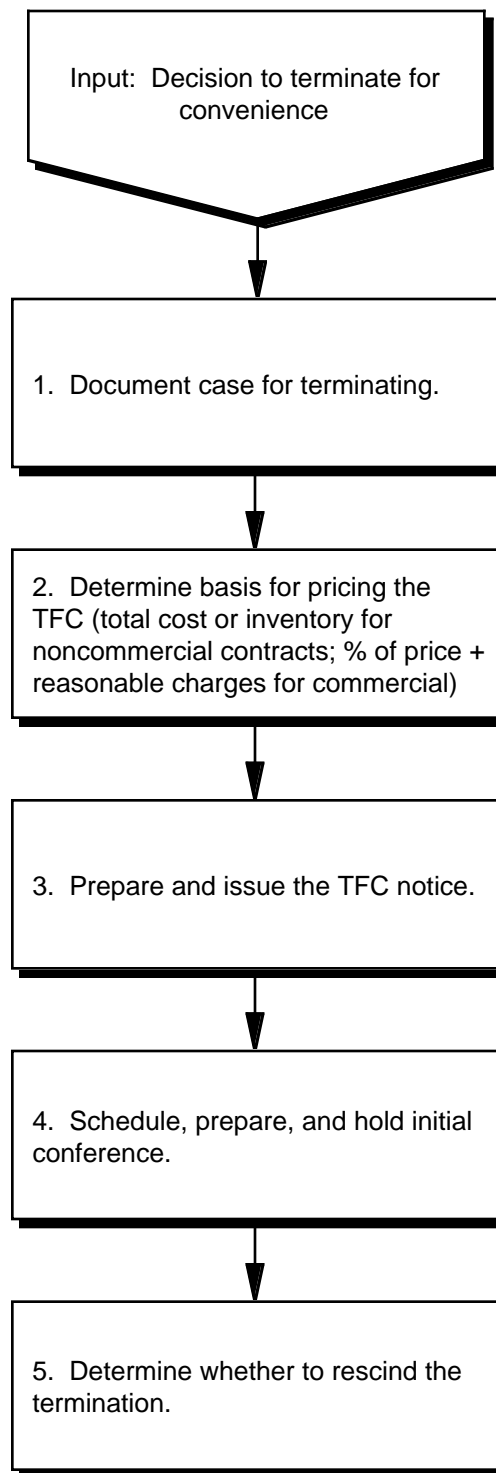 Input:  Decision to terminate for
convenience
1.  Document case for terminating.
2.  Determine basis for pricing the
TFC (total cost or inventory for
noncommercial contracts; % of price +
reasonable charges for commercial)
3.  Prepare and issue the TFC notice.
4.  Schedule, prepare, and hold initial
conference.
5.  Determine whether to rescind the
termination.